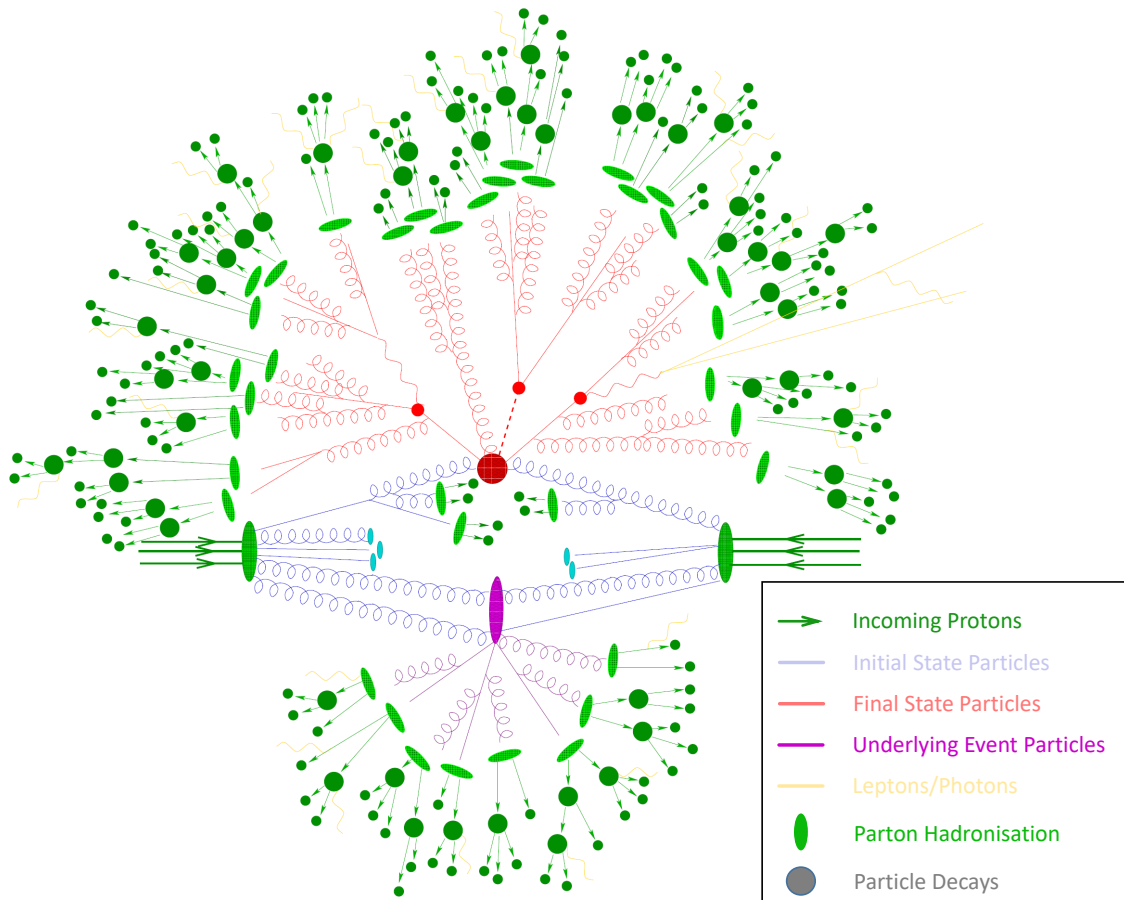 Incoming Protons
Initial State Particles
Final State Particles
Underlying Event Particles
Leptons/Photons
Parton Hadronisation
Particle Decays